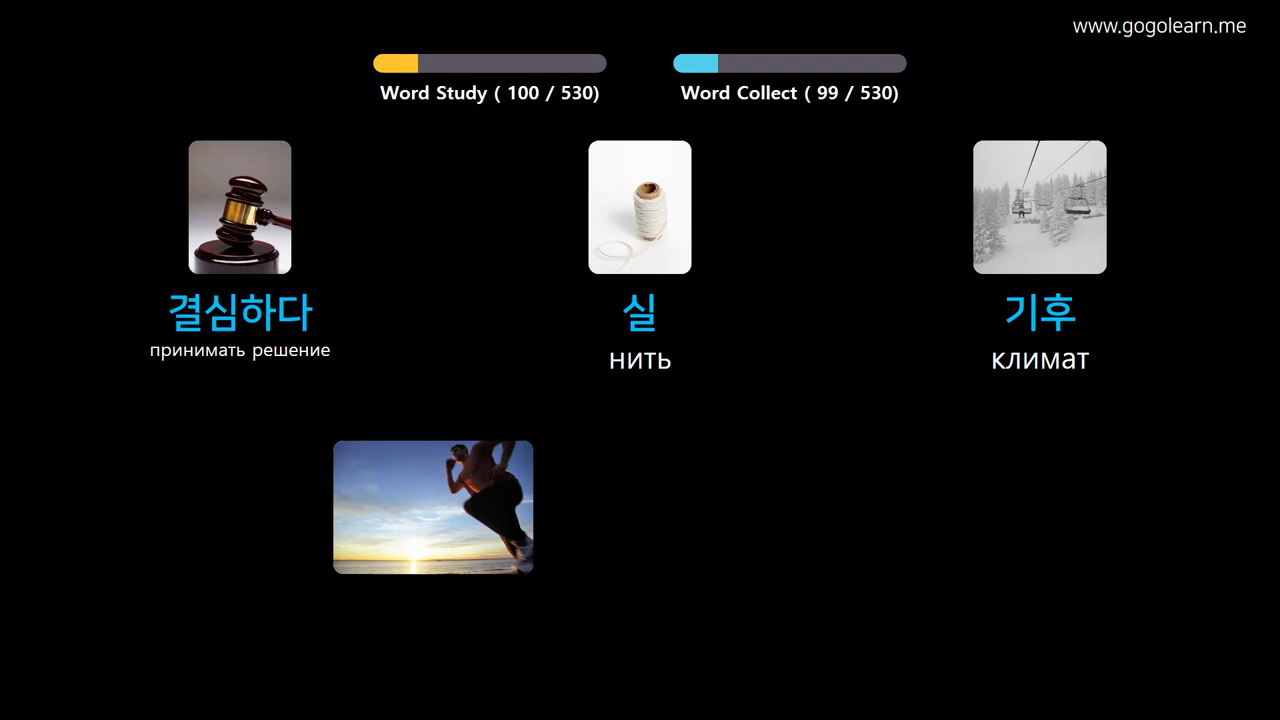 www.gogolearn.me
Word Study ( 100 / 530)
Word Collect ( 99 / 530)
결심하다
принимать решение
실
нить
기후
климат